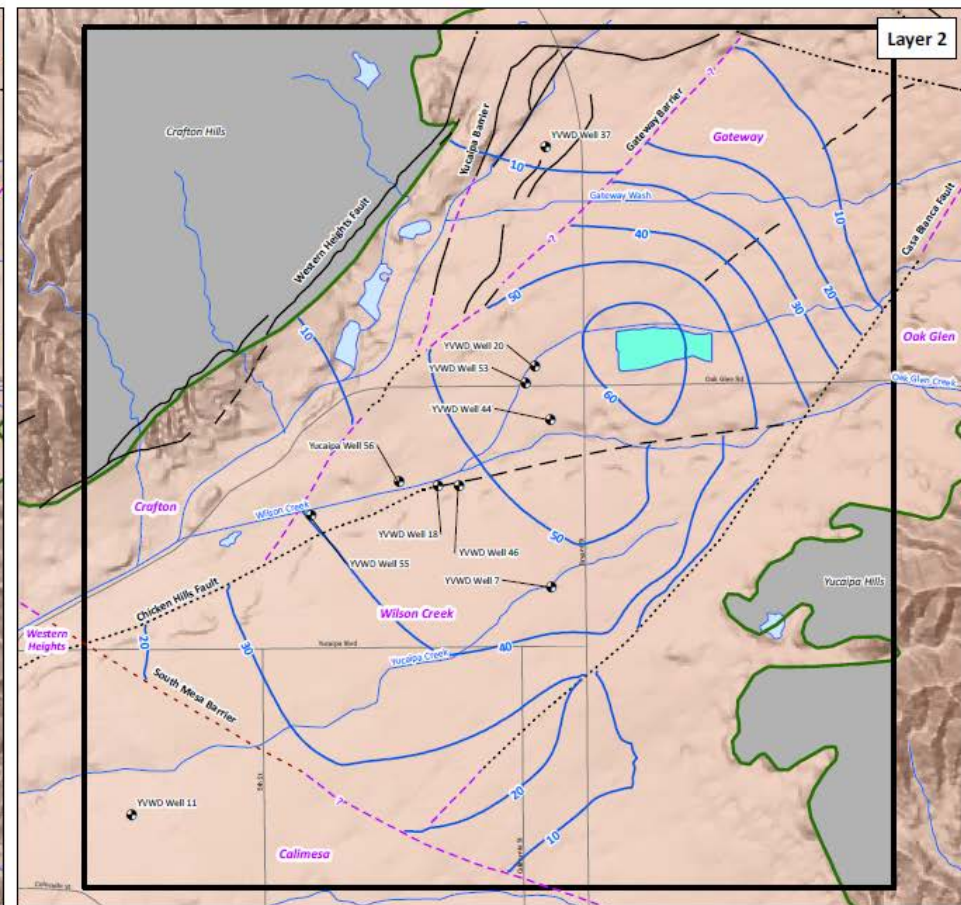 Layer 2
Crafton Hills
Yucaipa Barrier
YVWD Well 37
?
Gateway Barrier
Gateway
10
Gateway Wash
Western Heights Fault
?
40
10
Casa Blanca Fault
50
20
30
10
YVWD Well 20
Oak Glen
YVWD Well 53
60
Oak Glen Rd
Oak Glen Creek
YVWD Well 44
Yucaipa Well 56
Crafton
Wilson Creek
YVWD Well 18
50
YVWD Well 46
YVWD Well 55
YVWD Well 7
Yucaipa Hills
Chicken Hills Fault
Wilson Creek
Western
Heights
20
30
Yucaipa Blvd
Yucaipa Creek
40
South Mesa Barrier
20
?
YVWD Well 11
10
Calimesa